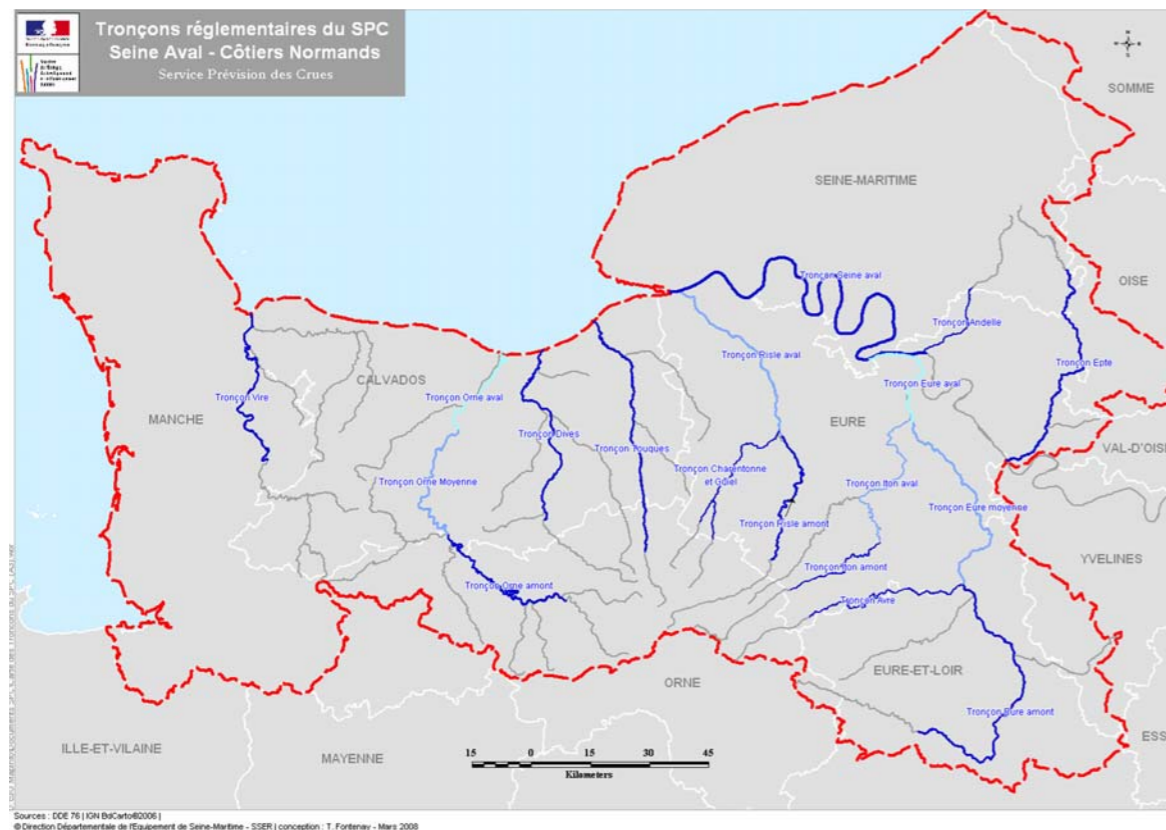 Tronçons réglementaires du SPC
Seine Aval - Côtiers Normands
Service Prévision des Crues
SOMME
SEINE-MARITIME
OISE
Tronçon Seine aval
Tronçon Andelle
Tronçon Risle aval
Tronçon Epte
Tronçon Eure aval
CALVADOS
Tronçon Vire
Tronçon Orne aval
MANCHE
EURE
Tronçon Dives
Tronçon Touques
VAL-D'OISE
Tronçon Charentonne
et Guiel
Tronçon Orne Moyenne
Tronçon Iton aval
Tronçon Eure moyenne
Tronçon Risle amont
YVELINES
Tronçon Iton amont
Tronçon Orne amont
Tronçon Avre
EURE-ET-LOIR
ORNE
Tronçon Eure amont
ILLE-ET-VILAINE
MAYENNE
ESS
15 0 15 30 45
Kilometers
Sources : DDE 76 | IGN BdCarto®2006 |
©Direction Départementale de l'Equipement de Seine-Maritime - SSER | conception : T. Fontenay - Mars 2008